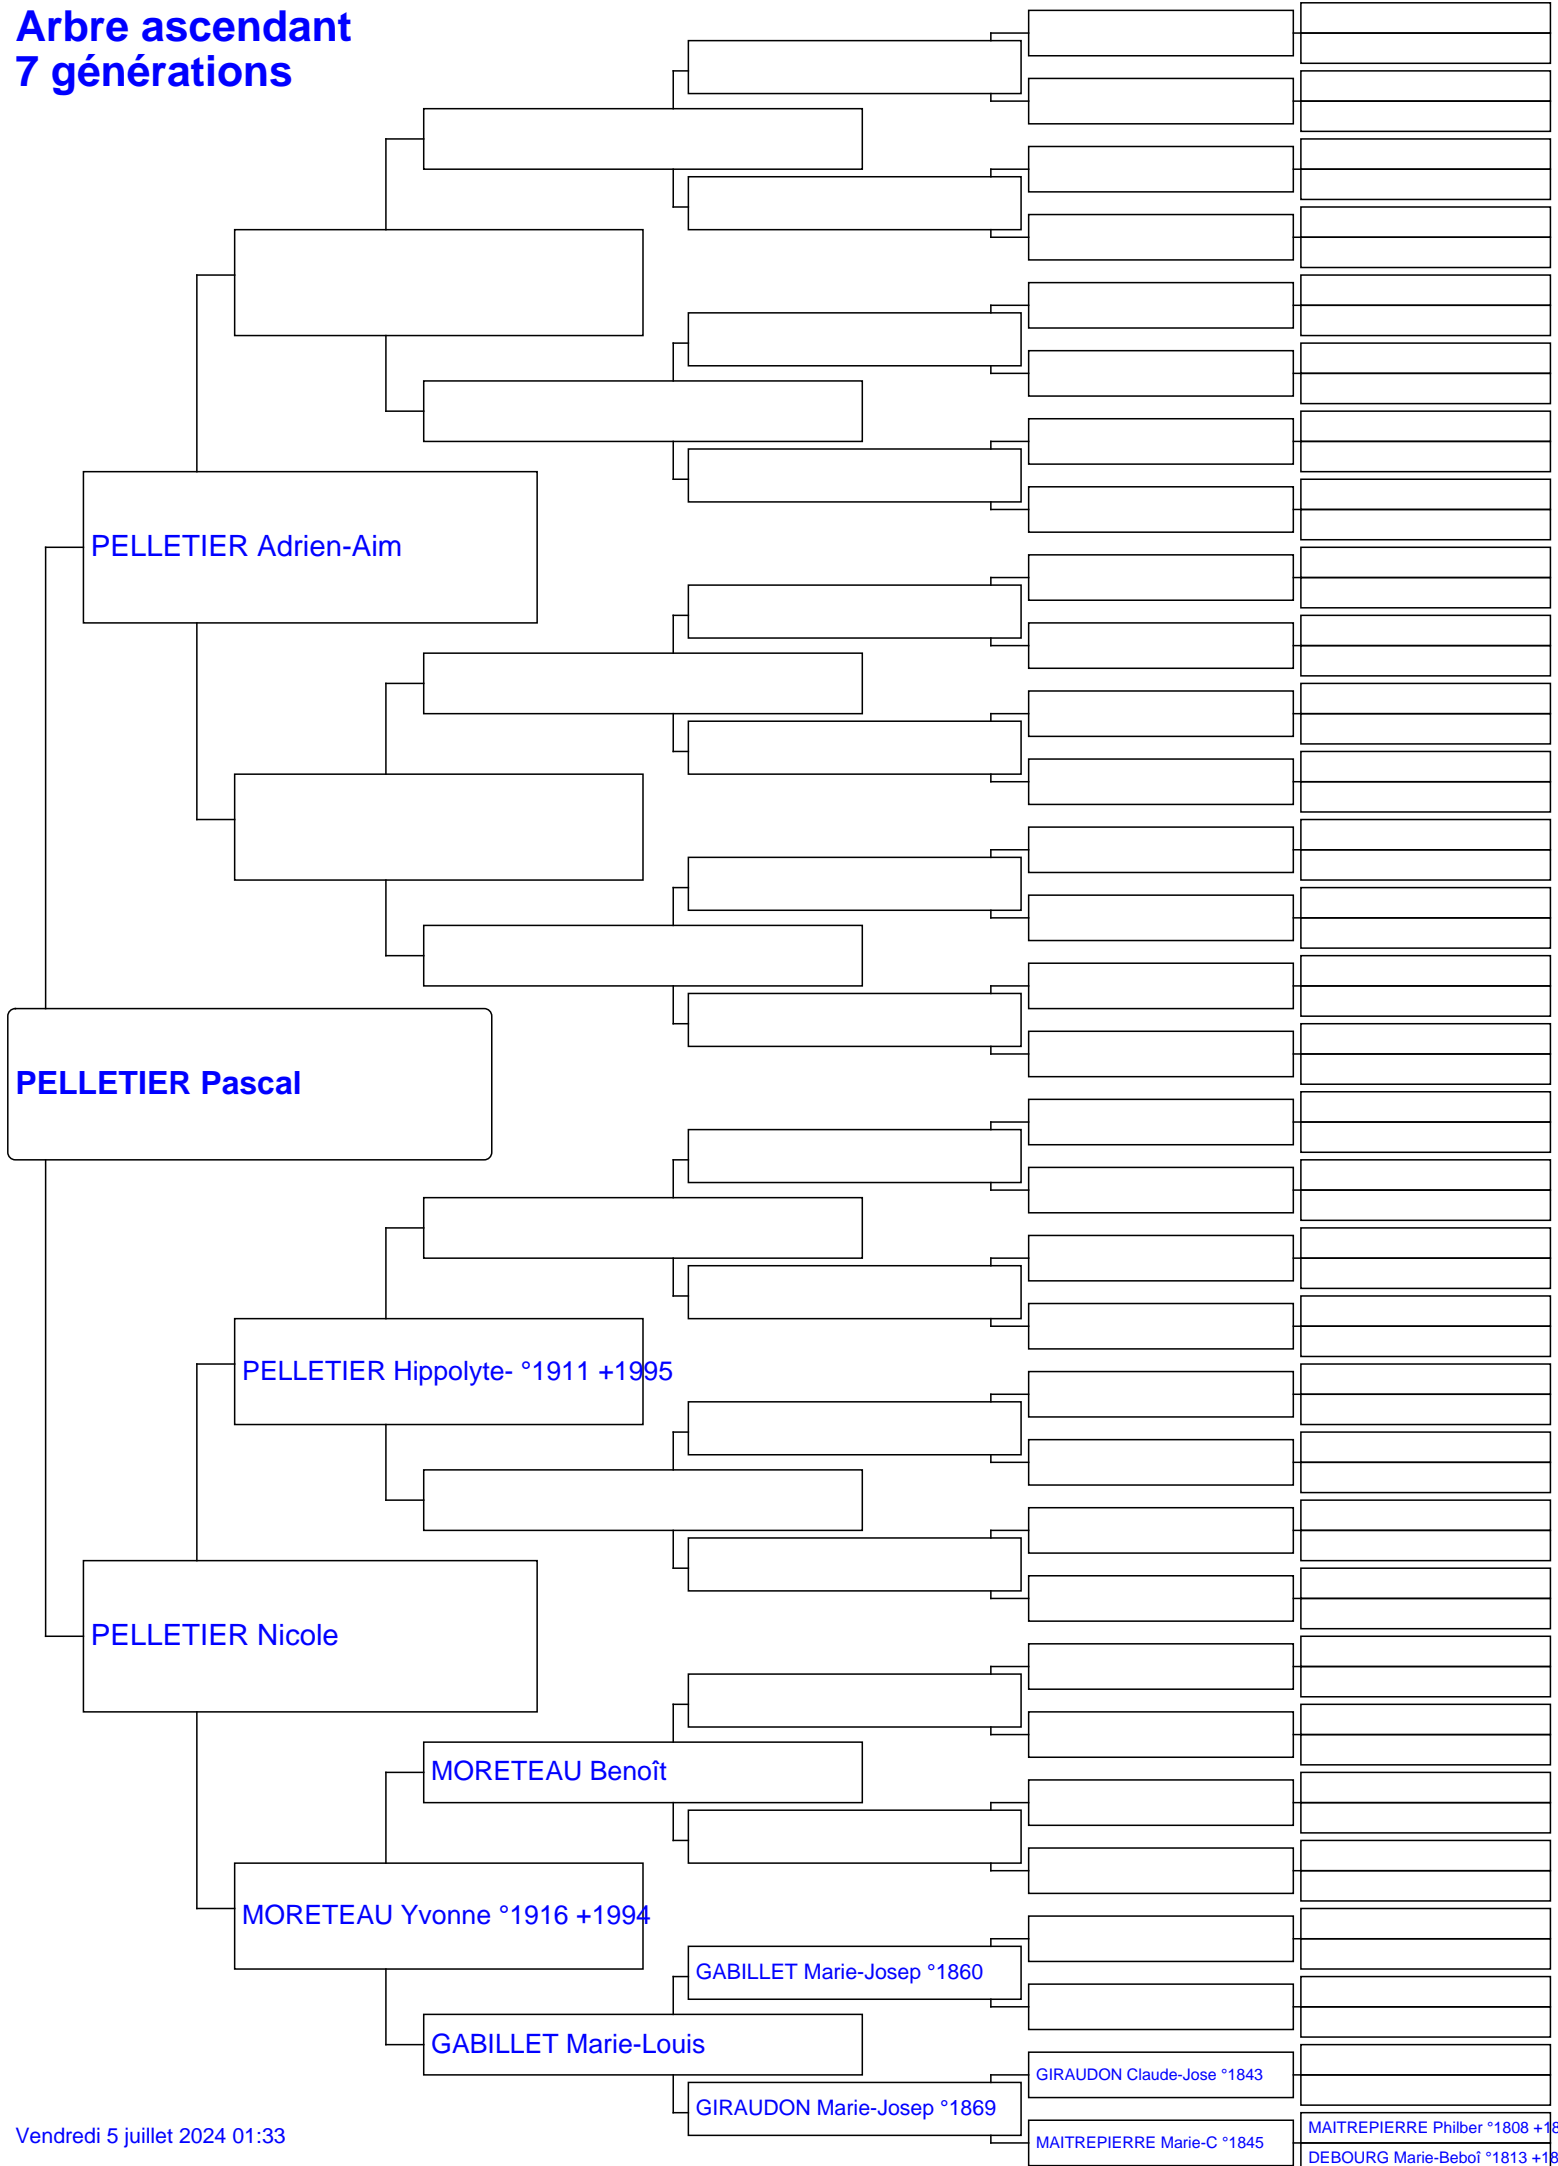 Arbre ascendant
7 générations
PELLETIER Adrien-Aim
PELLETIER Pascal
PELLETIER Hippolyte- °1911 +1995
PELLETIER Nicole
MORETEAU Benoît
MORETEAU Yvonne °1916 +1994
GABILLET Marie-Josep °1860
GABILLET Marie-Louis
GIRAUDON Claude-Jose °1843
GIRAUDON Marie-Josep °1869
MAITREPIERRE Philber °1808 +18
Vendredi 5 juillet 2024 01:33
MAITREPIERRE Marie-C °1845
DEBOURG Marie-Beboî °1813 +18